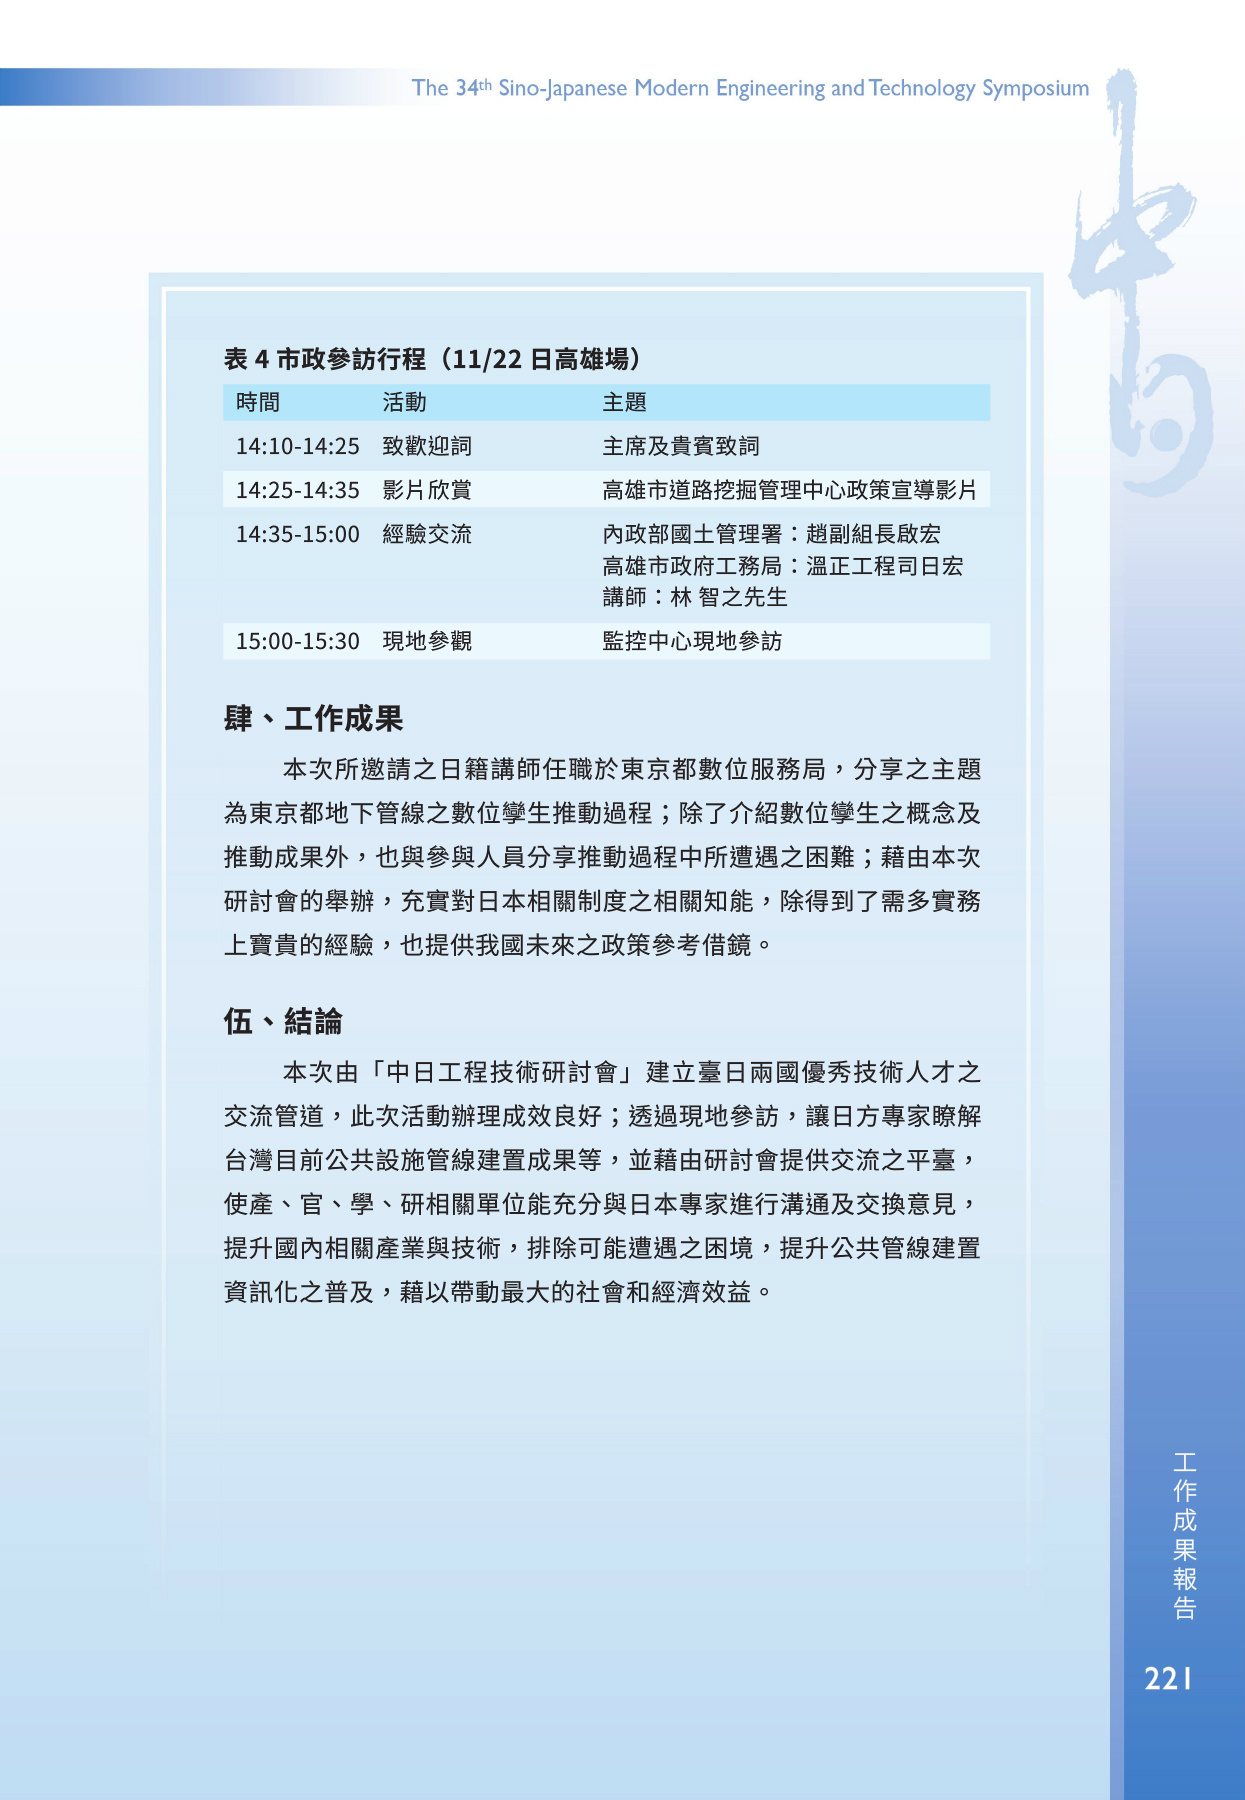 The 34th Sino-Japanese Modern Engineering and Technology Symposium
中日
表 4 市政參訪行程（11/22 日高雄場）
時間 活動 主題
14:10-14:25 致歡迎詞 主席及貴賓致詞
14:25-14:35 影片欣賞 高雄市道路挖掘管理中心政策宣導影片
14:35-15:00 經驗交流 內政部國土管理署：趙副組長啟宏
高雄市政府工務局：溫正工程司日宏
講師：林 智之先生
15:00-15:30 現地參觀 監控中心現地參訪
肆、工作成果
本次所邀請之日籍講師任職於東京都數位服務局，分享之主題
為東京都地下管線之數位孿生推動過程；除了介紹數位孿生之概念及
推動成果外，也與參與人員分享推動過程中所遭遇之困難；藉由本次
研討會的舉辦，充實對日本相關制度之相關知能，除得到了需多實務
上寶貴的經驗，也提供我國未來之政策參考借鏡。
伍、結論
本次由「中日工程技術研討會」建立臺日兩國優秀技術人才之
交流管道，此次活動辦理成效良好；透過現地參訪，讓日方專家瞭解
台灣目前公共設施管線建置成果等，並藉由研討會提供交流之平臺，
使產、官、學、研相關單位能充分與日本專家進行溝通及交換意見，
提升國內相關產業與技術，排除可能遭遇之困境，提升公共管線建置
資訊化之普及，藉以帶動最大的社會和經濟效益。
工作成果報告
221